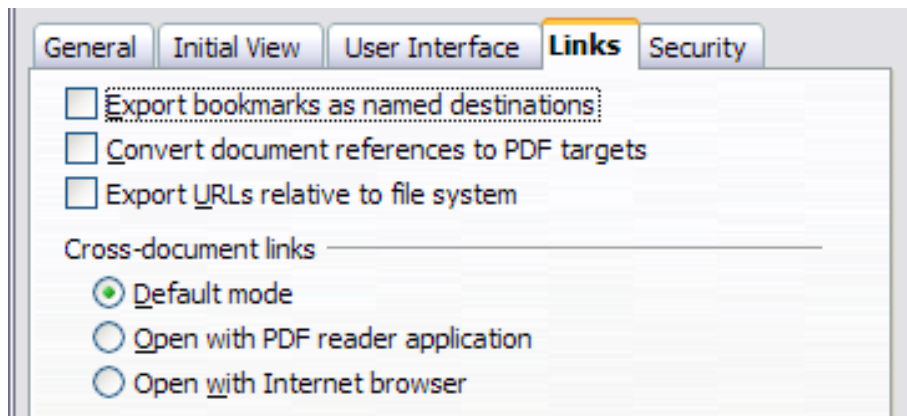 General Initial View User Interface Links Security
Export bookmarks as named destinations
Convert document references to PDF targets
Export URLs relative to file system
Cross-document links
Default mode
Open with PDF reader application
Open with Internet browser